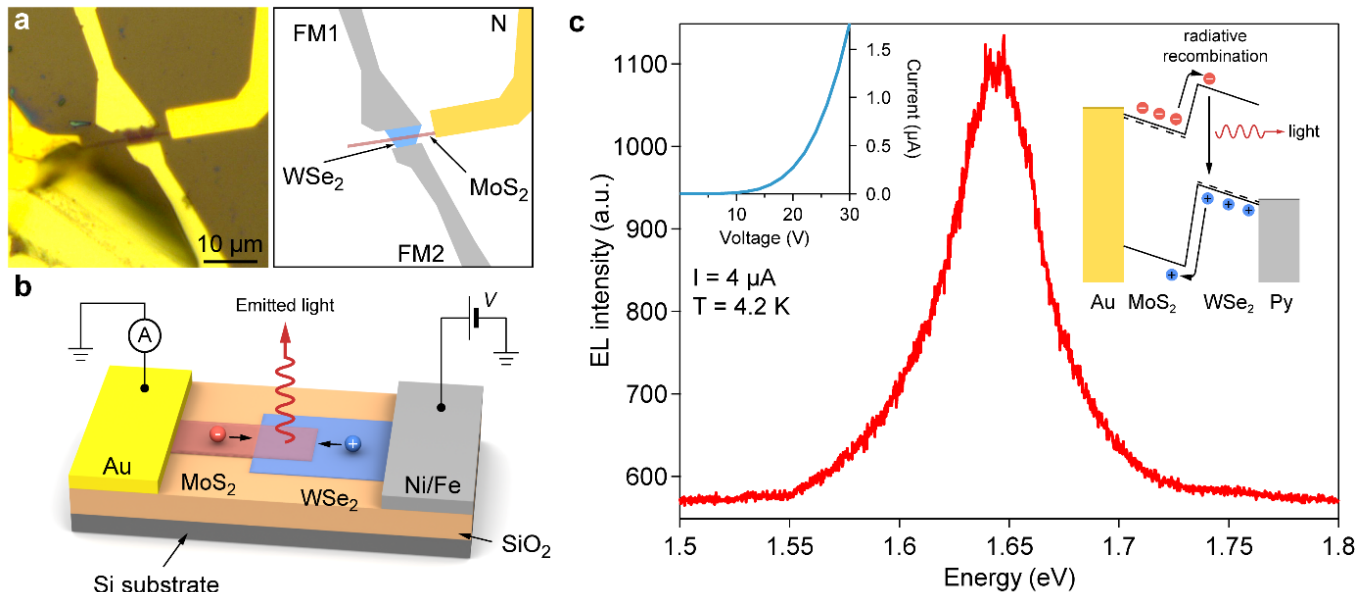 a
10 µm
FM1
N
WSe₂
MoS₂
FM2
b
Emitted light
A
V
Au
MoS₂
WSe₂
Ni/Fe
SiO₂
Si substrate
c
EL intensity (a.u.)
1100
1000
900
800
700
600
1.5
1.55
1.6
1.65
1.7
1.75
1.8
Energy (eV)
1.5
1.0
0.5
0.0
Current (µA)
10
20
30
Voltage (V)
I = 4 µA
T = 4.2 K
radiative
recombination
light
Au
MoS₂
WSe₂
Py